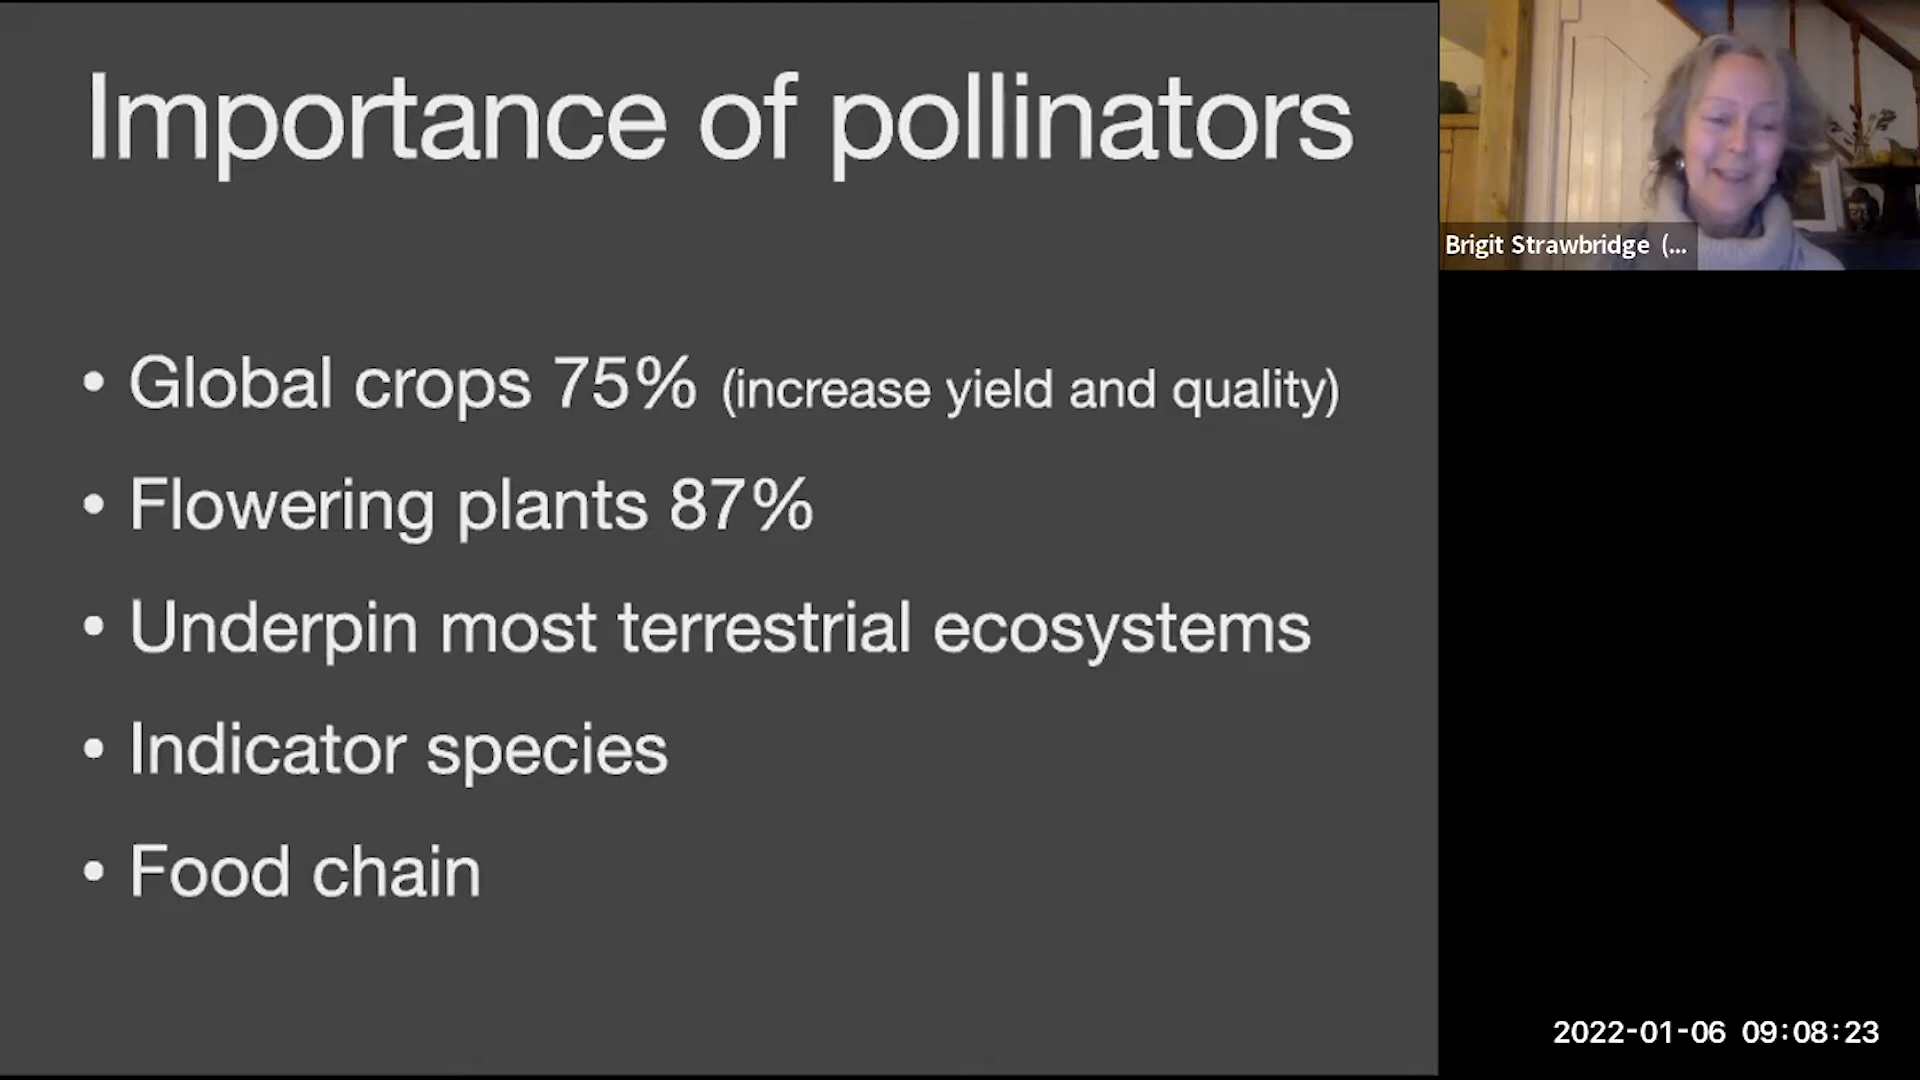 Importance of pollinators
• Global crops 75% (increase yield and quality)
• Flowering plants 87%
• Underpin most terrestrial ecosystems
• Indicator species
• Food chain
Brigit Strawbridge (...
2022-01-06 09:08:23